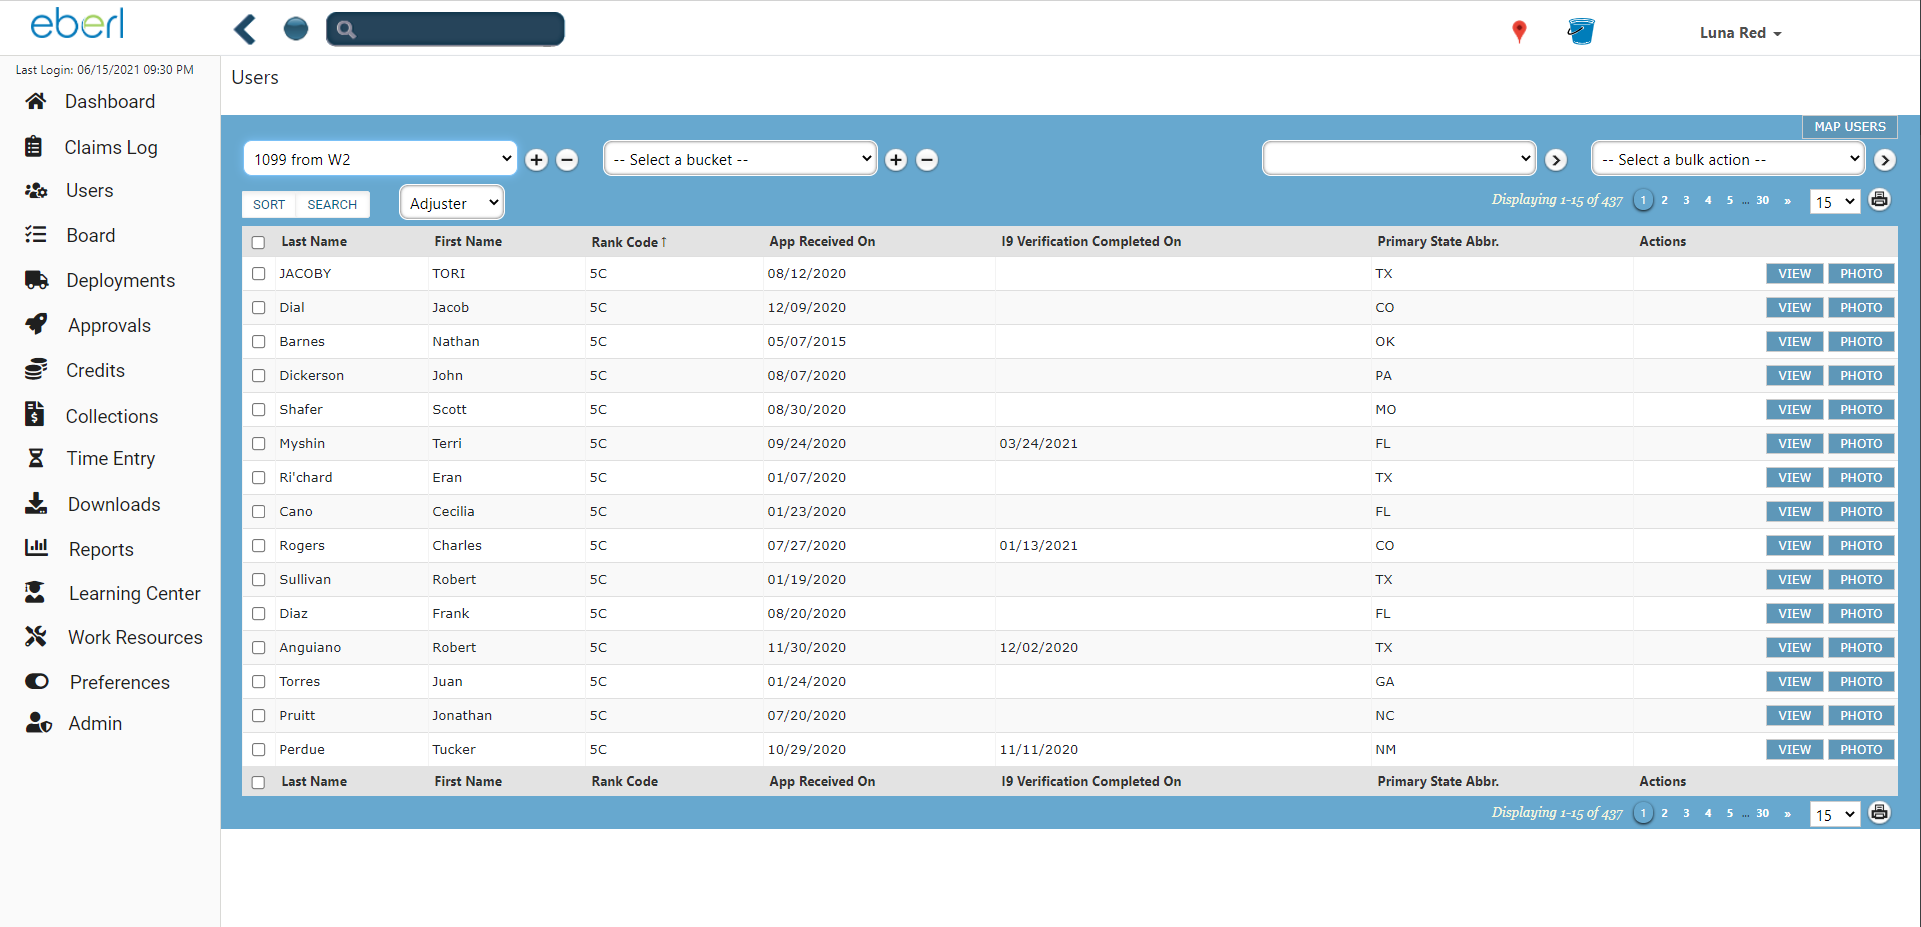 eberl
Luna Red
Last Login: 06/15/2021 09:30 PM
Dashboard
Claims Log
Users
Board
Deployments
Approvals
Credits
Collections
Time Entry
Downloads
Reports
Learning Center
Work Resources
Preferences
Admin
Users
MAP USERS
1099 from W2 -- Select a bucket -- -- Select a bulk action --
SORT SEARCH Adjuster Displaying 1-15 of 437 1 2 3 4 5 ... 30 » 15
Last Name First Name Rank Code ↑ App Received On I9 Verification Completed On Primary State Abbr. Actions
JACOBY TORI 5C 08/12/2020 TX VIEW PHOTO
Dial Jacob 5C 12/09/2020 CO VIEW PHOTO
Barnes Nathan 5C 05/07/2015 OK VIEW PHOTO
Dickerson John 5C 08/07/2020 PA VIEW PHOTO
Shafer Scott 5C 08/30/2020 MO VIEW PHOTO
Myshin Terri 5C 09/24/2020 03/24/2021 FL VIEW PHOTO
Ri'chard Eran 5C 01/07/2020 TX VIEW PHOTO
Cano Cecilia 5C 01/23/2020 FL VIEW PHOTO
Rogers Charles 5C 07/27/2020 01/13/2021 CO VIEW PHOTO
Sullivan Robert 5C 01/19/2020 TX VIEW PHOTO
Diaz Frank 5C 08/20/2020 FL VIEW PHOTO
Anguiano Robert 5C 11/30/2020 12/02/2020 TX VIEW PHOTO
Torres Juan 5C 01/24/2020 GA VIEW PHOTO
Pruitt Jonathan 5C 07/20/2020 NC VIEW PHOTO
Perdue Tucker 5C 10/29/2020 11/11/2020 NM VIEW PHOTO
Last Name First Name Rank Code App Received On I9 Verification Completed On Primary State Abbr. Actions
Displaying 1-15 of 437 1 2 3 4 5 ... 30 » 15